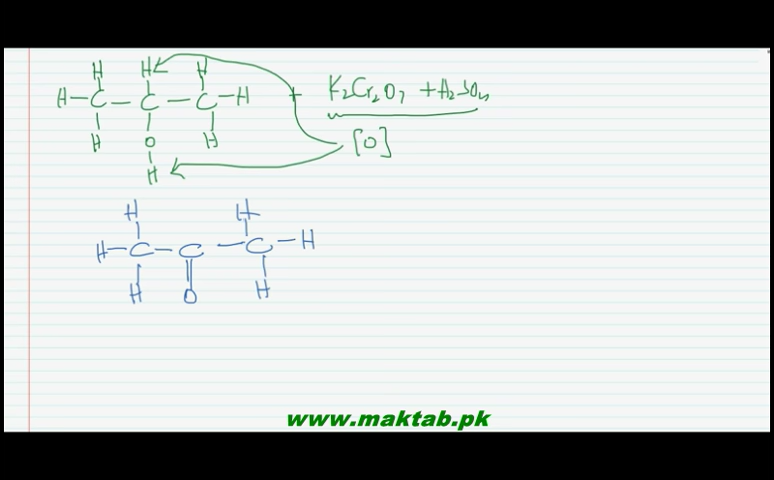 H H H
H — C — C — C — H + K2Cr2O7 + H2SO4
H O H [O]
H
H H
H — C — C — C — H
H O H
www.maktab.pk